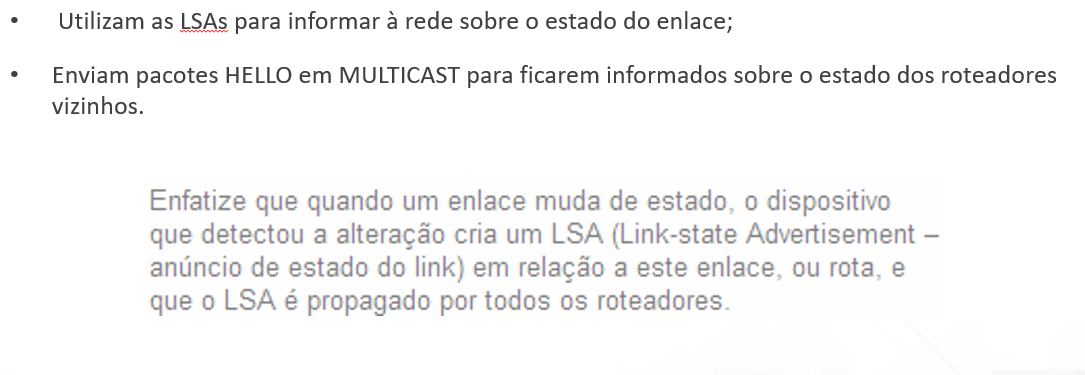 • Utilizam as LSAs para informar à rede sobre o estado do enlace;
• Enviam pacotes HELLO em MULTICAST para ficarem informados sobre o estado dos roteadores
vizinhos.
Enfatize que quando um enlace muda de estado, o dispositivo
que detectou a alteração cria um LSA (Link-state Advertisement –
anúncio de estado do link) em relação a este enlace, ou rota, e
que o LSA é propagado por todos os roteadores.